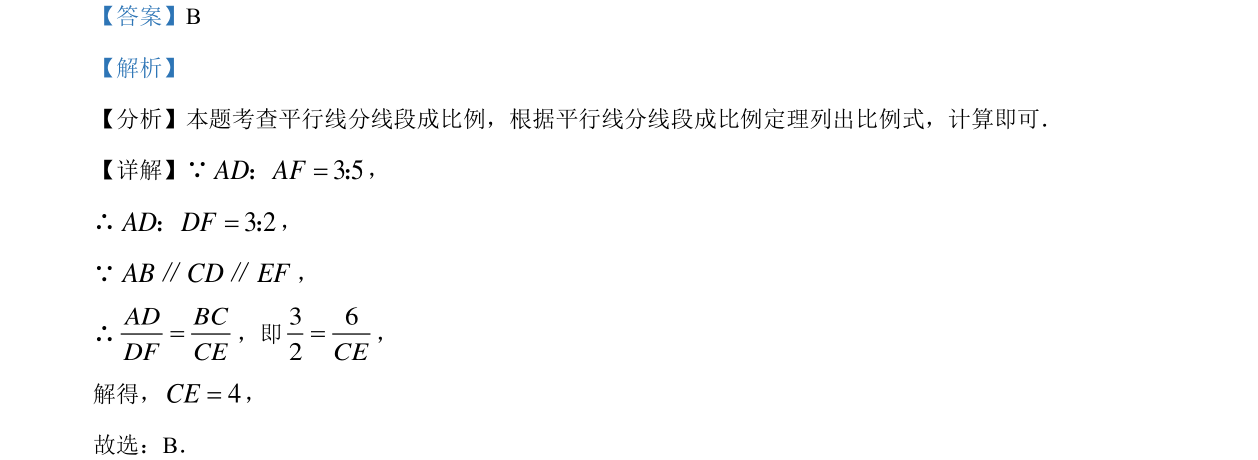 【答案】B
【解析】
【分析】本题考查平行线分线段成比例，根据平行线分线段成比例定理列出比例式，计算即可．
【详解】∵ AD：AF = 3:5，
∴ AD：DF = 3:2，
∵ AB∥CD∥EF，
∴ AD/DF = BC/CE，即 3/2 = 6/CE，
解得，CE = 4，
故选：B．